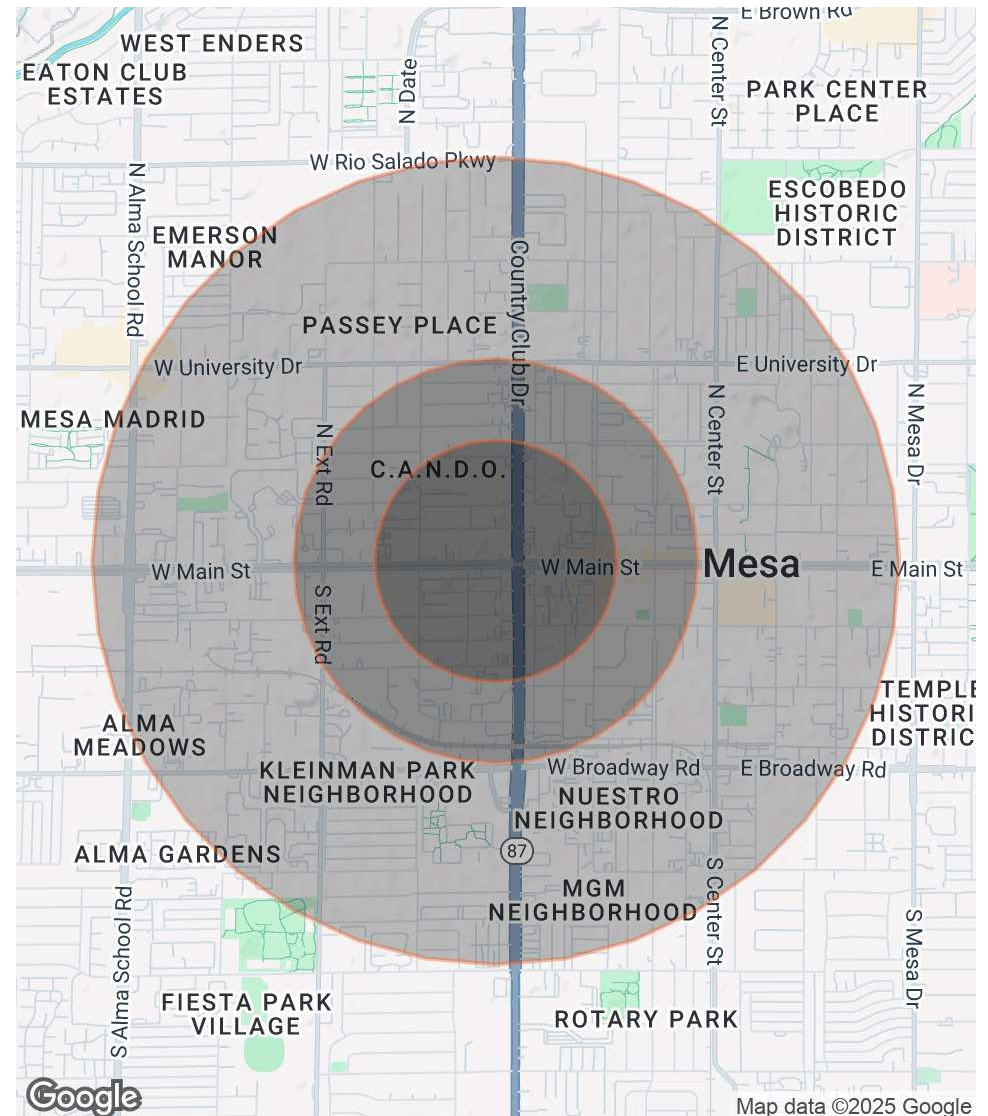 E Brown Rd
WEST ENDERS
EATON CLUB
ESTATES
N Date
N Center St
PARK CENTER
PLACE
W Rio Salado Pkwy
N Alma School Rd
ESCOBEDO
HISTORIC
DISTRICT
EMERSON
MANOR
Country Club Dr
PASSEY PLACE
W University Dr
E University Dr
MESA MADRID
N Ext Rd
N Center St
N Mesa Dr
C.A.N.D.O.
W Main St
W Main St
Mesa
E Main St
S Ext Rd
TEMPLE
HISTORI
DISTRIC
ALMA
MEADOWS
KLEINMAN PARK
NEIGHBORHOOD
W Broadway Rd
E Broadway Rd
NUESTRO
NEIGHBORHOOD
87
ALMA GARDENS
MGM
NEIGHBORHOOD
S Center St
S Alma School Rd
S Mesa Dr
FIESTA PARK
VILLAGE
ROTARY PARK
Google
Map data ©2025 Google